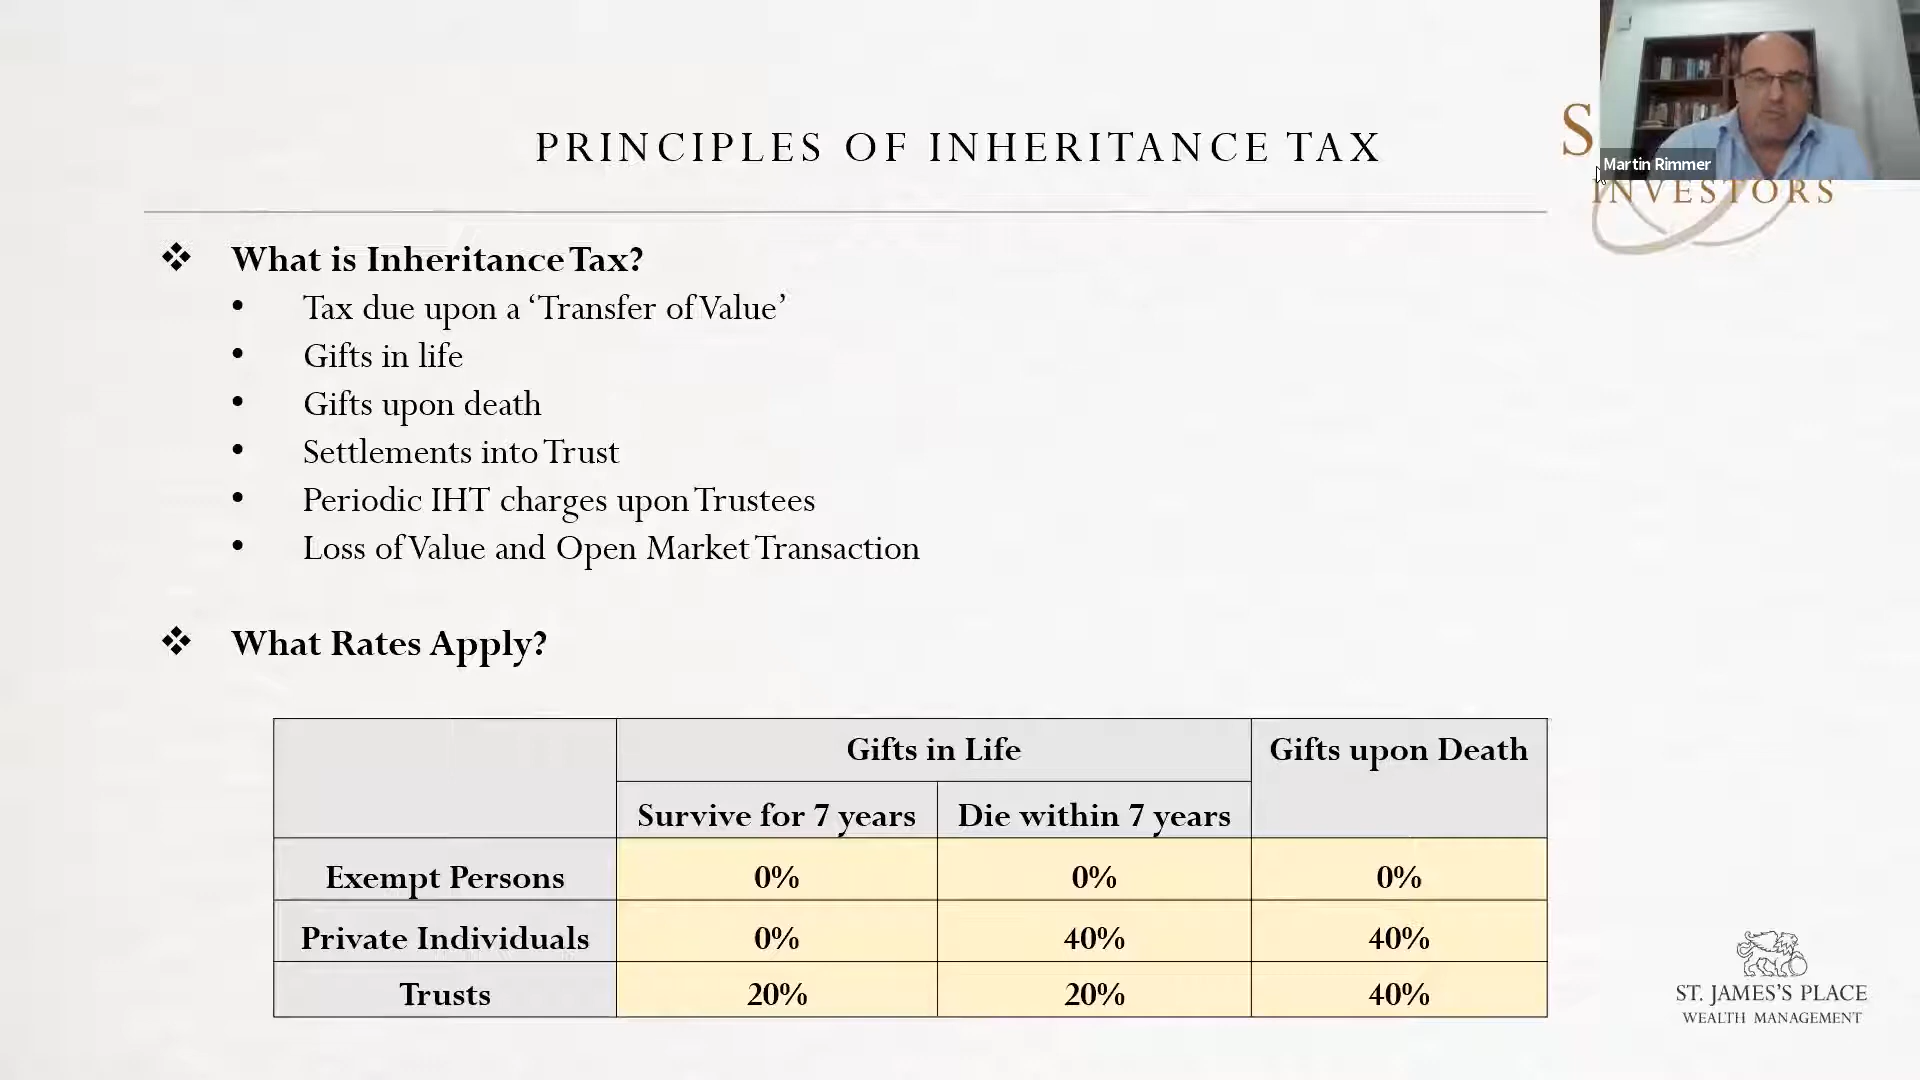 PRINCIPLES OF INHERITANCE TAX
S
Martin Rimmer
INVESTORS
❖ What is Inheritance Tax?
• Tax due upon a ‘Transfer of Value’
• Gifts in life
• Gifts upon death
• Settlements into Trust
• Periodic IHT charges upon Trustees
• Loss of Value and Open Market Transaction
❖ What Rates Apply?
Gifts in Life Gifts upon Death
Survive for 7 years Die within 7 years
Exempt Persons 0% 0% 0%
Private Individuals 0% 40% 40%
Trusts 20% 20% 40%
ST. JAMES'S PLACE
WEALTH MANAGEMENT